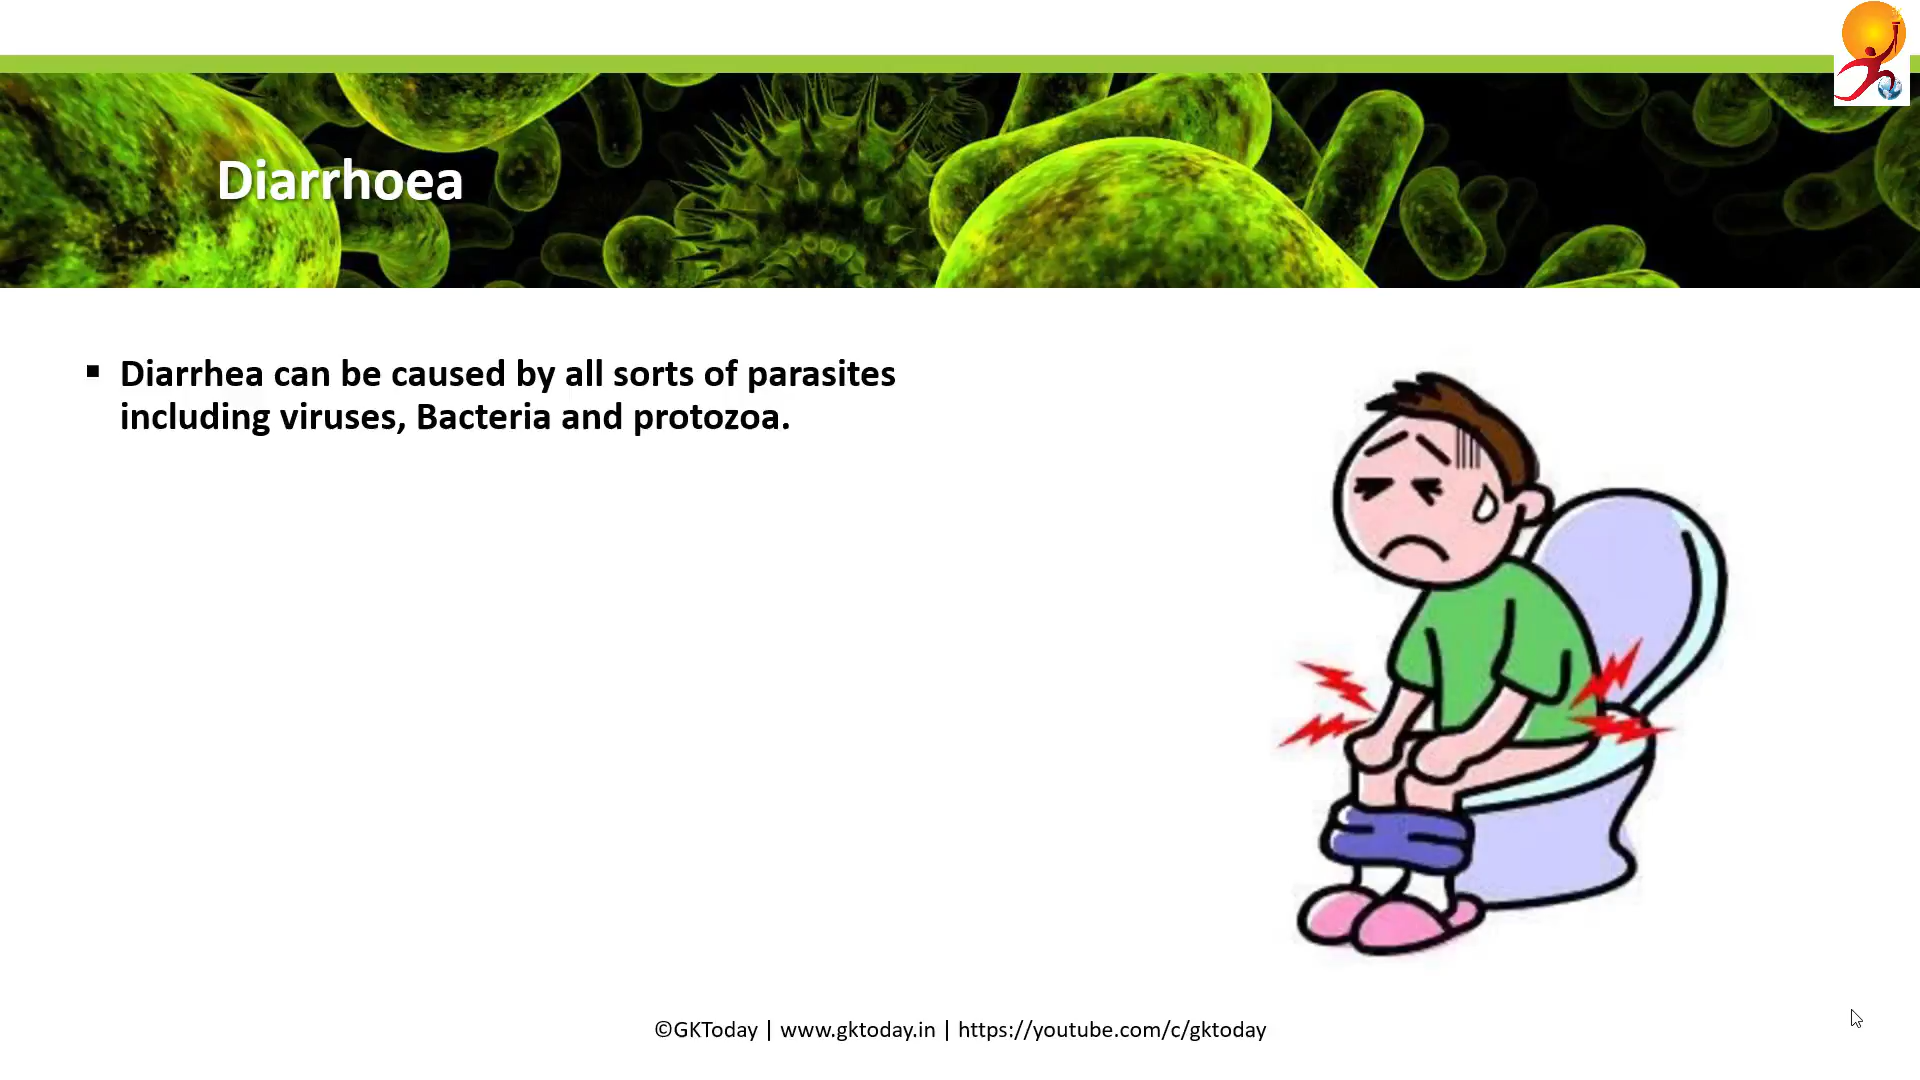 Diarrhoea
▪ Diarrhea can be caused by all sorts of parasites
including viruses, Bacteria and protozoa.
©GKToday | www.gktoday.in | https://youtube.com/c/gktoday